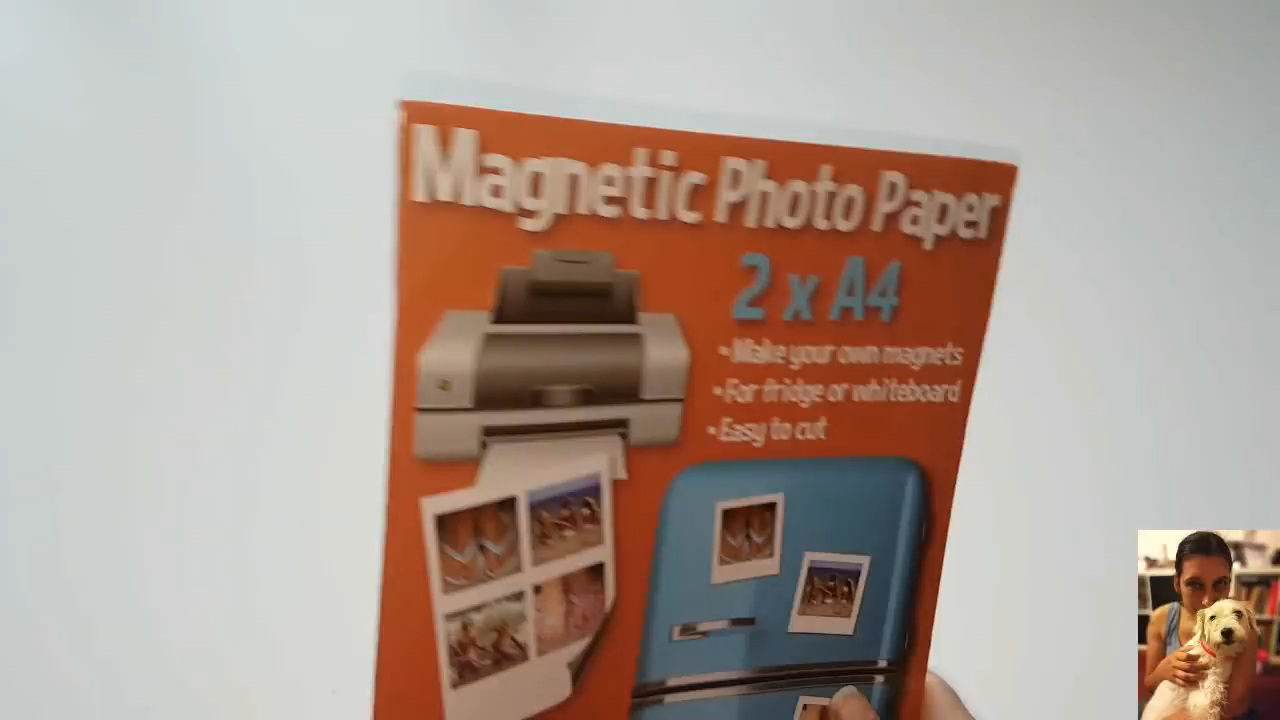 Magnetic Photo Paper
2 x A4
• Make your own magnets
• For fridge or whiteboard
• Easy to cut